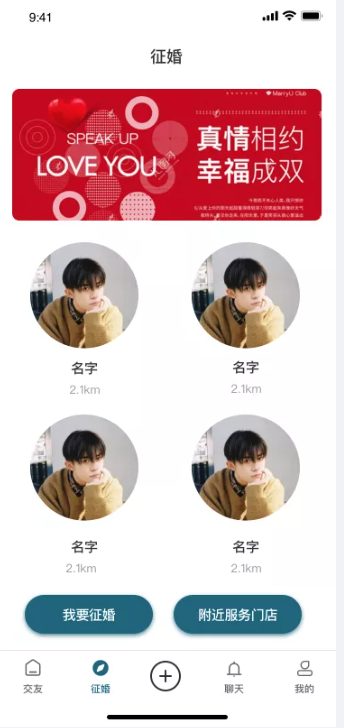 9:41
征婚
MarryU Club
SPEAK UP
LOVE YOU
真情相约
幸福成双
名字
名字
2.1km
2.1km
名字
名字
2.1km
2.1km
我要征婚
附近服务门店
交友
征婚
聊天
我的